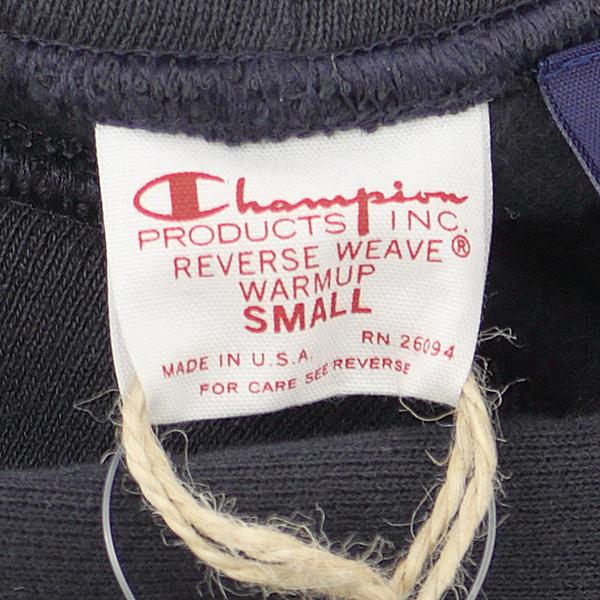 Champion
PRODUCTS INC.
REVERSE WEAVE®
WARMUP
SMALL
RN 26094
MADE IN U.S.A.
FOR CARE SEE REVERSE